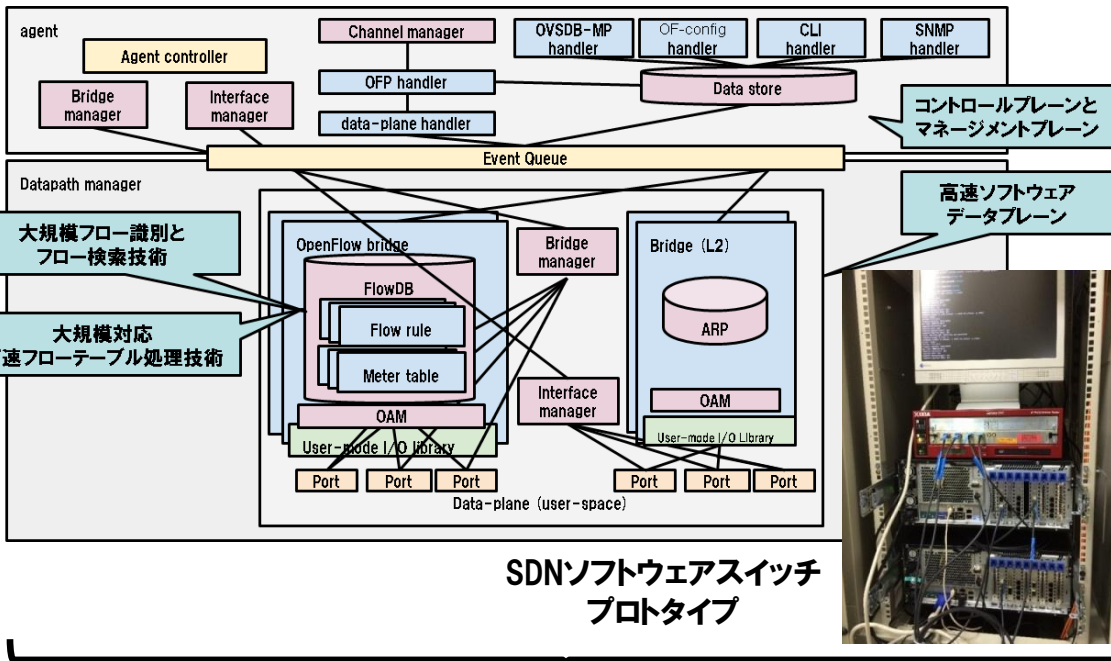 agent
Channel manager
OVSDB-MP
handler
OF-config
handler
CLI
handler
SNMP
handler
Agent controller
OFP handler
Data store
Bridge
manager
Interface
manager
data-plane handler
コントロールプレーンと
マネージメントプレーン
Event Queue
Datapath manager
高速ソフトウェア
データプレーン
大規模フロー識別と
フロー検索技術
OpenFlow bridge
Bridge
manager
Bridge (L2)
FlowDB
Flow rule
ARP
大規模対応
速フローテーブル処理技術
Meter table
Interface
manager
OAM
OAM
User-mode I/O library
User-mode I/O Library
Port
Port
Port
Port
Port
Port
Data-plane (user-space)
SDNソフトウェアスイッチ
プロトタイプ